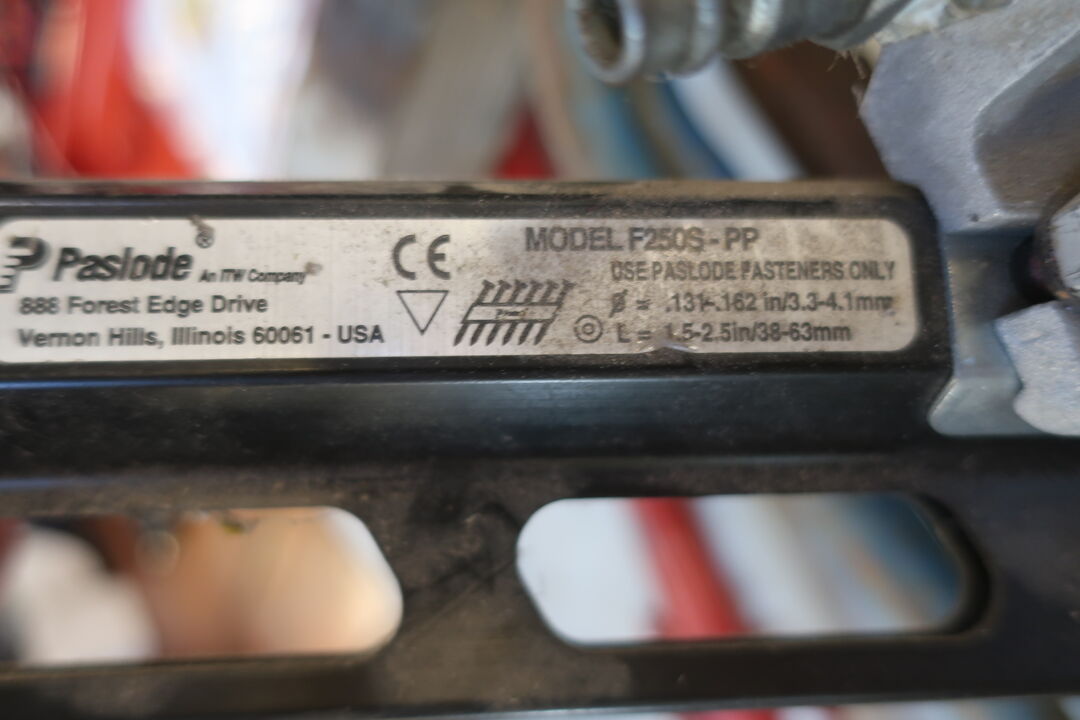 Paslode® An ITW Company
888 Forest Edge Drive
Vernon Hills, Illinois 60061 - USA
CE
MODEL F250S - PP
USE PASLODE FASTENERS ONLY
Ø = .131-.162 in/3.3-4.1mm
L = 1.5-2.5in/38-63mm